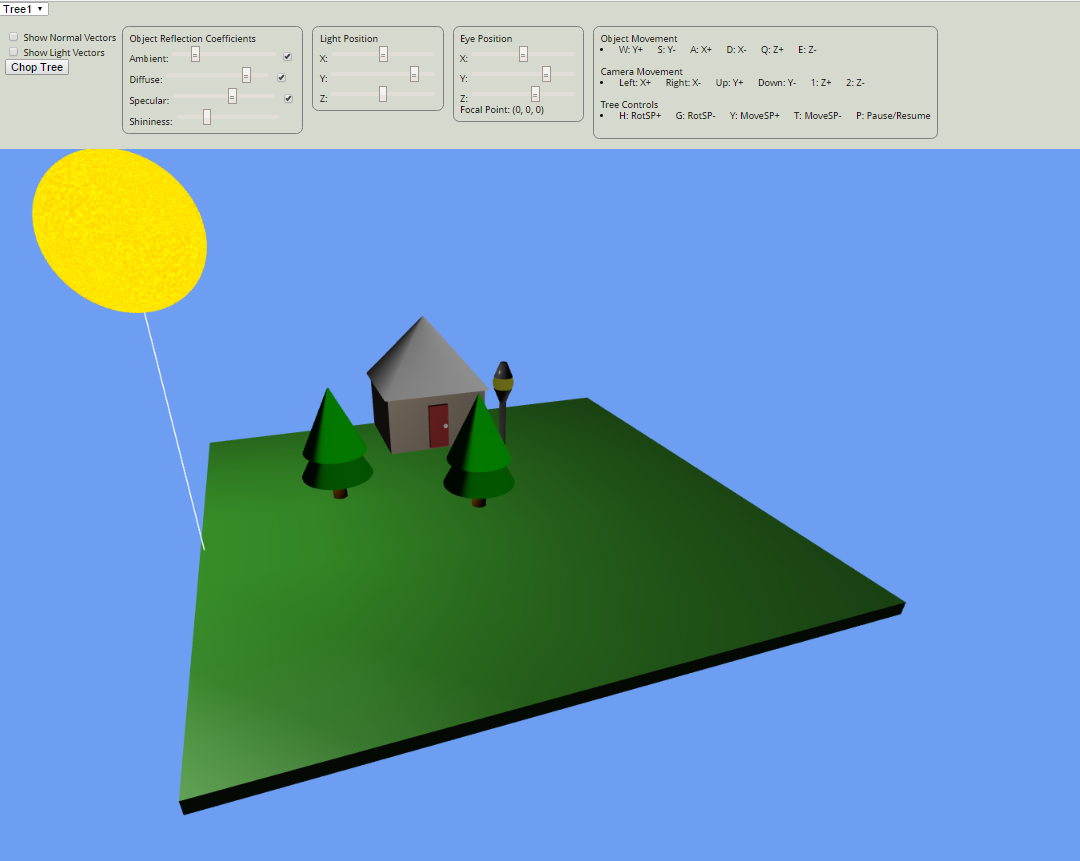 Tree1
Show Normal Vectors
Show Light Vectors
Chop Tree
Object Reflection Coefficients
Ambient:
Diffuse:
Specular:
Shininess:
Light Position
X:
Y:
Z:
Eye Position
X:
Y:
Z:
Focal Point: (0, 0, 0)
Object Movement
W: Y+ S: Y- A: X+ D: X- Q: Z+ E: Z-
Camera Movement
Left: X+ Right: X- Up: Y+ Down: Y- 1: Z+ 2: Z-
Tree Controls
H: RotSP+ G: RotSP- Y: MoveSP+ T: MoveSP- P: Pause/Resume